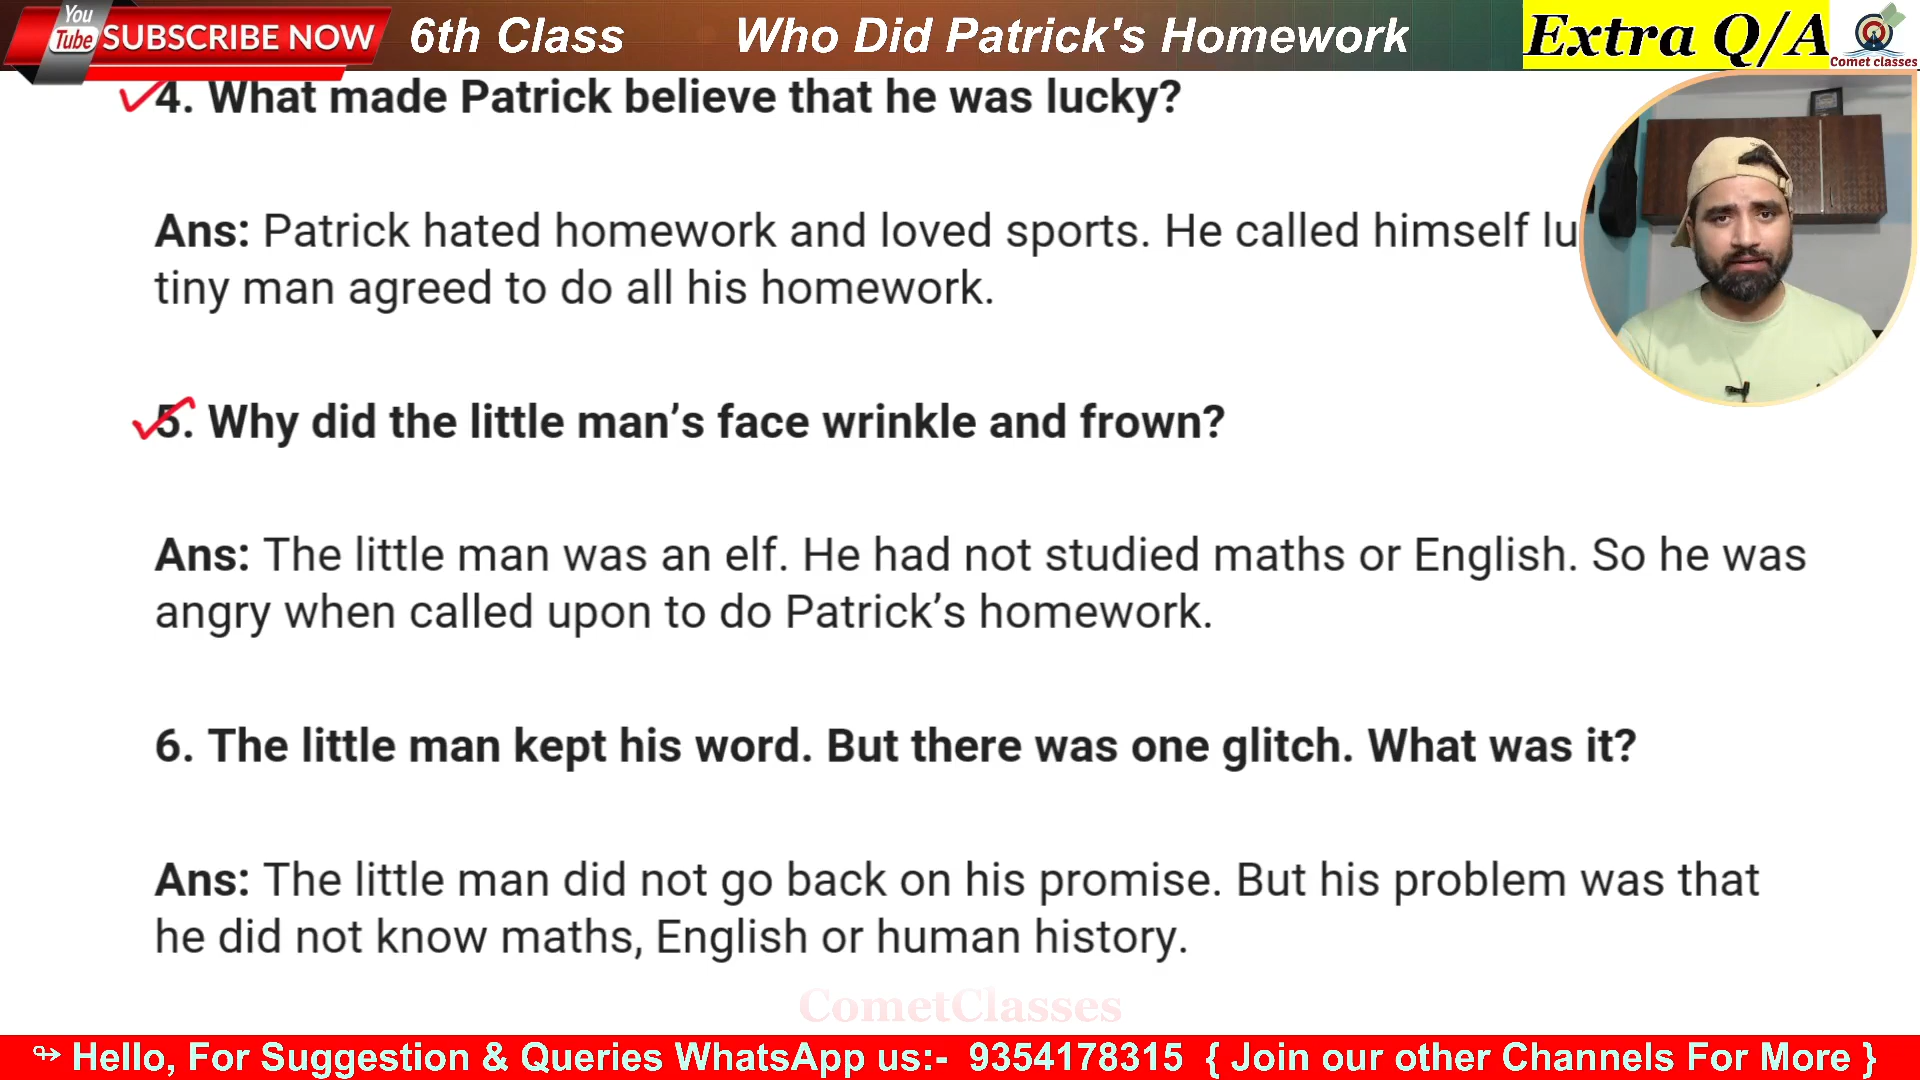 You
Tube SUBSCRIBE NOW 6th Class Who Did Patrick's Homework Extra Q/A
Comet classes
4. What made Patrick believe that he was lucky?
Ans: Patrick hated homework and loved sports. He called himself lu
tiny man agreed to do all his homework.
5. Why did the little man’s face wrinkle and frown?
Ans: The little man was an elf. He had not studied maths or English. So he was
angry when called upon to do Patrick’s homework.
6. The little man kept his word. But there was one glitch. What was it?
Ans: The little man did not go back on his promise. But his problem was that
he did not know maths, English or human history.
CometClasses
↬ Hello, For Suggestion & Queries WhatsApp us:- 9354178315 { Join our other Channels For More }